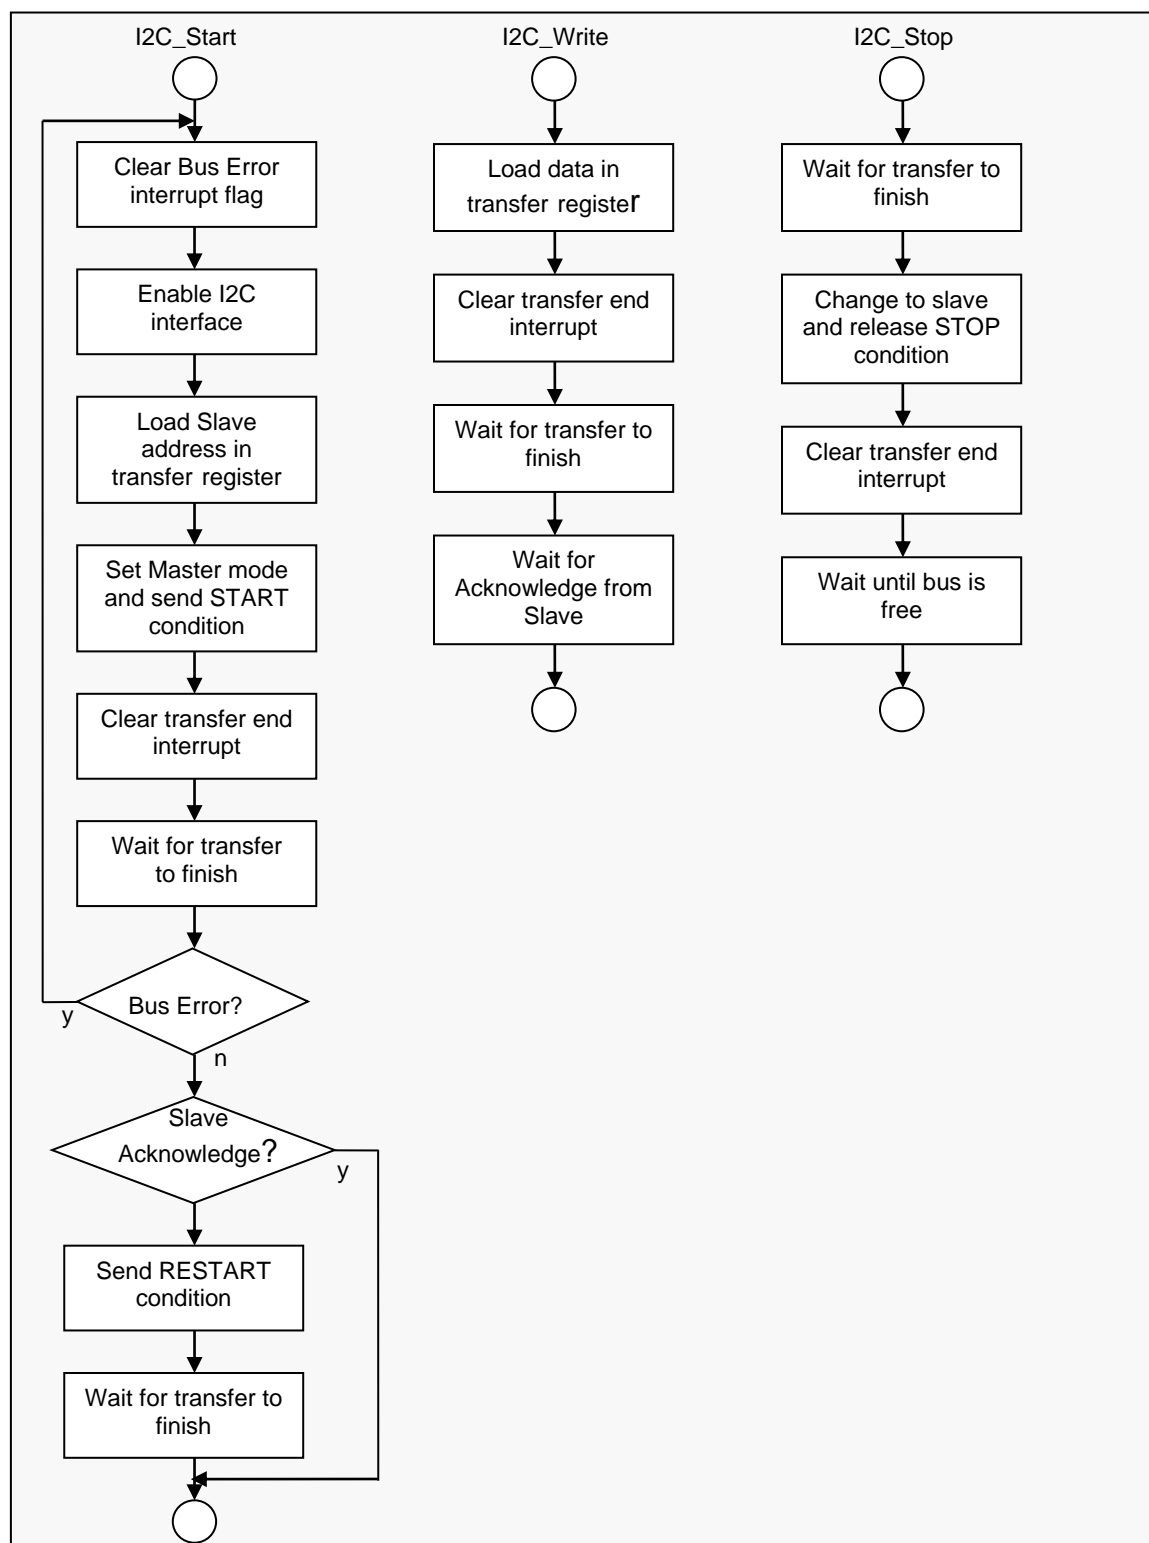 I2C_Start
Clear Bus Error
interrupt flag
Enable I2C
interface
Load Slave
address in
transfer register
Set Master mode
and send START
condition
Clear transfer end
interrupt
Wait for transfer
to finish
Bus Error?
y
n
Slave
Acknowledge?
y
Send RESTART
condition
Wait for transfer to
finish
I2C_Write
Load data in
transfer register
Clear transfer end
interrupt
Wait for transfer to
finish
Wait for
Acknowledge from
Slave
I2C_Stop
Wait for transfer to
finish
Change to slave
and release STOP
condition
Clear transfer end
interrupt
Wait until bus is
free